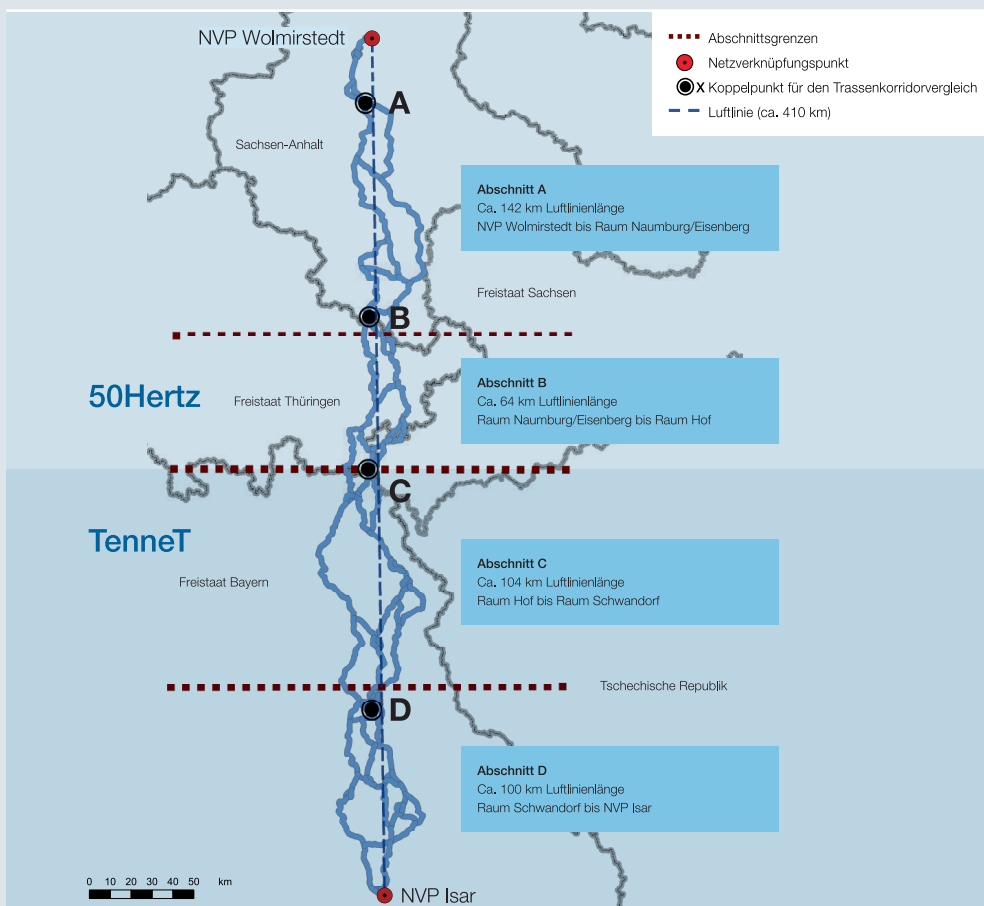 NVP Wolmirstedt
Abschnittsgrenzen
Netzverknüpfungspunkt
X Koppelpunkt für den Trassenkorridorvergleich
Luftlinie (ca. 410 km)
A
Sachsen-Anhalt
Abschnitt A
Ca. 142 km Luftlinienlänge
NVP Wolmirstedt bis Raum Naumburg/Eisenberg
Freistaat Sachsen
B
50Hertz
Freistaat Thüringen
Abschnitt B
Ca. 64 km Luftlinienlänge
Raum Naumburg/Eisenberg bis Raum Hof
C
TenneT
Freistaat Bayern
Abschnitt C
Ca. 104 km Luftlinienlänge
Raum Hof bis Raum Schwandorf
Tschechische Republik
D
Abschnitt D
Ca. 100 km Luftlinienlänge
Raum Schwandorf bis NVP Isar
0 10 20 30 40 50 km
NVP Isar